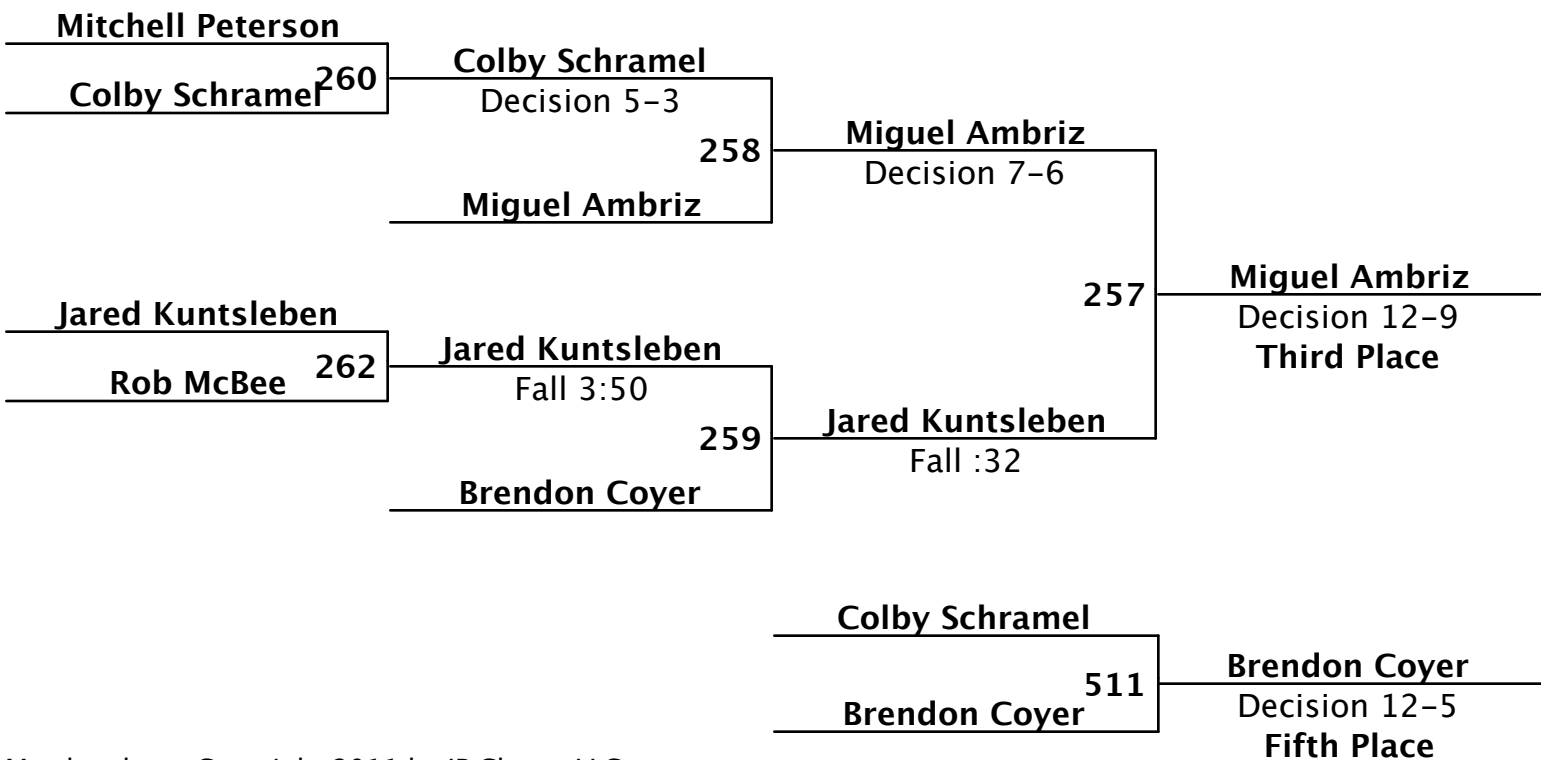 Mitchell Peterson
260
Colby Schramel
Colby Schramel
Decision 5-3
258
Miguel Ambriz
Miguel Ambriz
Decision 7-6
Jared Kuntsleben
262
Rob McBee
Jared Kuntsleben
Fall 3:50
259
Brendon Coyer
Jared Kuntsleben
Fall :32
257
Miguel Ambriz
Decision 12-9
Third Place
Colby Schramel
511
Brendon Coyer
Brendon Coyer
Decision 12-5
Fifth Place